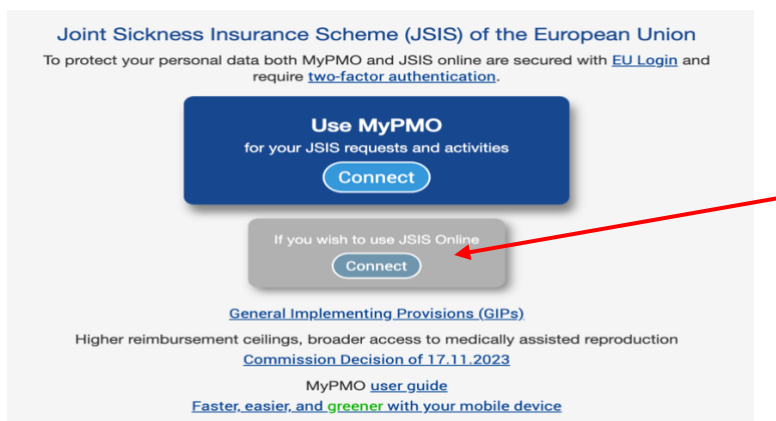 Joint Sickness Insurance Scheme (JSIS) of the European Union
To protect your personal data both MyPMO and JSIS online are secured with EU Login and
require two-factor authentication.
Use MyPMO
for your JSIS requests and activities
Connect
If you wish to use JSIS Online
Connect
General Implementing Provisions (GIPs)
Higher reimbursement ceilings, broader access to medically assisted reproduction
Commission Decision of 17.11.2023
MyPMO user guide
Faster, easier, and greener with your mobile device